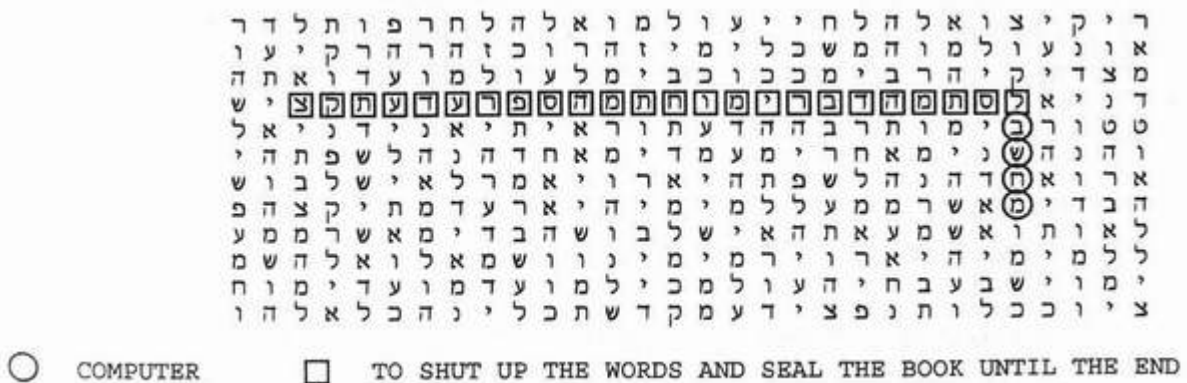 ר י ק י צ ו א ל ה ל ח י י ע ו ל מ ו א ל ה ל ח ר פ ו ת ל ד ר
א ו נ ע ו ל מ ו ה מ ש כ ל י מ י ז ה ר ו כ ז ה ר ה ר ק י ע ו
מ צ ד י ק י ה ר ב י מ כ כ ו כ ב י מ ל ע ו ל מ ו ע ד ו א ת ה
ד נ י א ל ס ת מ ה ד ב ר י מ ו ח ת מ ה ס פ ר ע ד ע ת ק צ י ש
ט ט ו ר ב י מ ו ת ר ב ה ה ד ע ת ו ר א י ת י א נ י ד נ י א ל
ו ה נ ה ש נ י מ א ח ר י מ ע מ ד י מ א ח ד ה נ ה ל ש פ ת ה י
א ר ו א ח ד ה נ ה ל ש פ ת ה י א ר ו י א מ ר ל א י ש ל ב ו ש
ה ב ד י מ א ש ר מ מ ע ל ל מ י מ י ה י א ר ע ד מ ת י ק צ ה פ
ל א ו ת ו א ש מ ע א ת ה א י ש ל ב ו ש ה ב ד י מ א ש ר מ מ ע
ל ל מ י מ י ה י א ר ו י ר מ י מ י נ ו ו ש מ א ל ו א ל ה ש מ
י מ ו י ש ב ע ב ח י ה ע ו ל מ כ י ל מ ו ע ד מ ו ע ד י מ ו ח
צ י ו כ כ ל ו ת נ פ צ י ד ע מ ק ד ש ת כ ל י נ ה כ ל א ל ה ו
COMPUTER TO SHUT UP THE WORDS AND SEAL THE BOOK UNTIL THE END